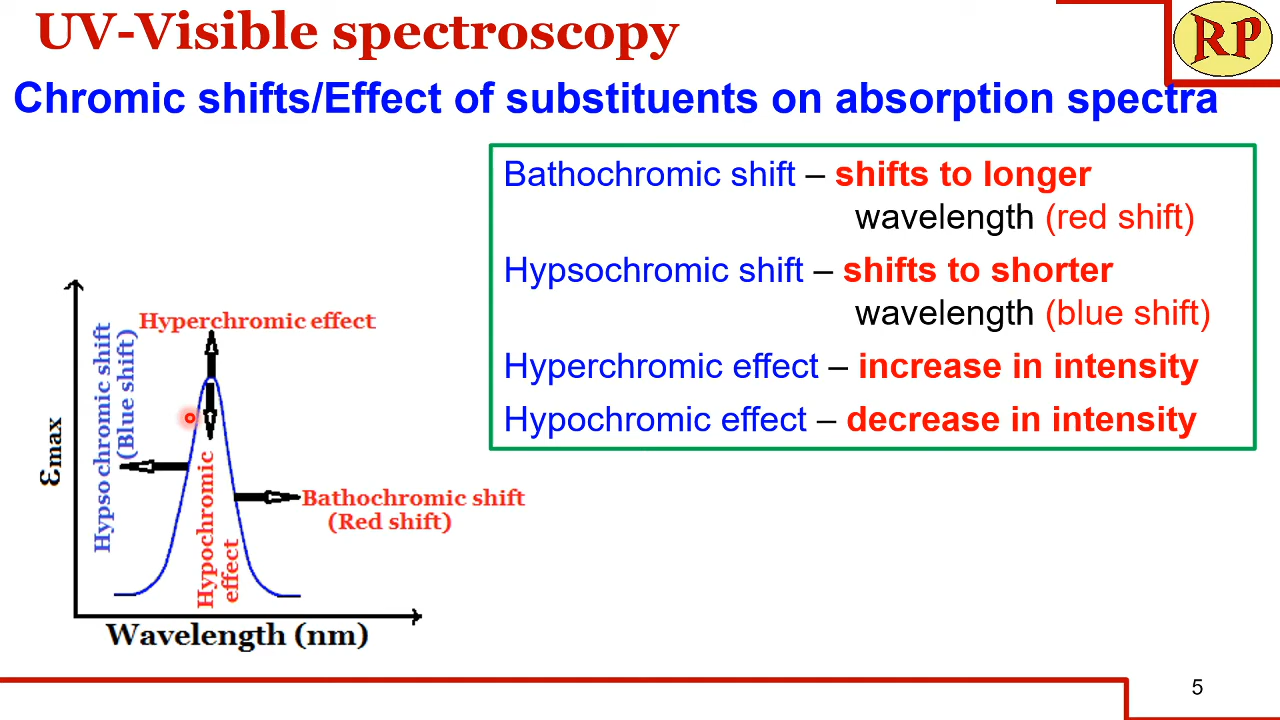 UV-Visible spectroscopy
RP
Chromic shifts/Effect of substituents on absorption spectra
Bathochromic shift – shifts to longer
wavelength (red shift)
Hypsochromic shift – shifts to shorter
wavelength (blue shift)
Hyperchromic effect – increase in intensity
Hypochromic effect – decrease in intensity
Hyperchromic effect
Hypsochromic shift
(Blue shift)
εmax
Hypochromic
effect
Bathochromic shift
(Red shift)
Wavelength (nm)
5